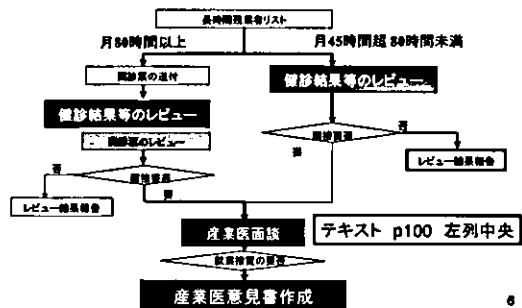 長時間残業者リスト
月80時間以上
月45時間超 80時間未満
問診票の送付
健診結果等のレビュー
健診結果等のレビュー
問診票のレビュー
面接要否
否
要
面接要否
否
要
レビュー結果報告
レビュー結果報告
産業医面談
テキスト p100 左列中央
就業措置の要否
産業医意見書作成
6